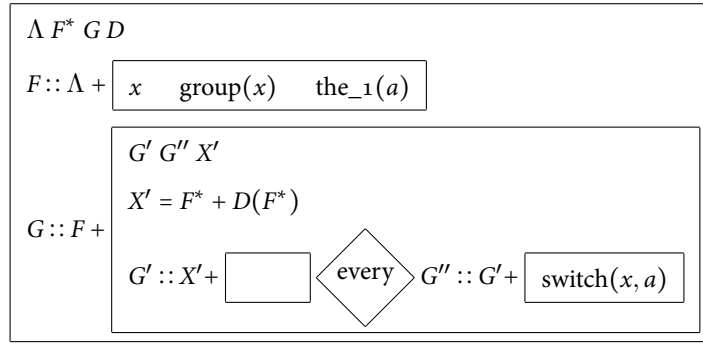 Λ F* G D
F :: Λ + x group(x) the_1(a)
G′ G″ X′
X′ = F* + D(F*)
G :: F +
G′ :: X′+ every G″ :: G′+ switch(x, a)